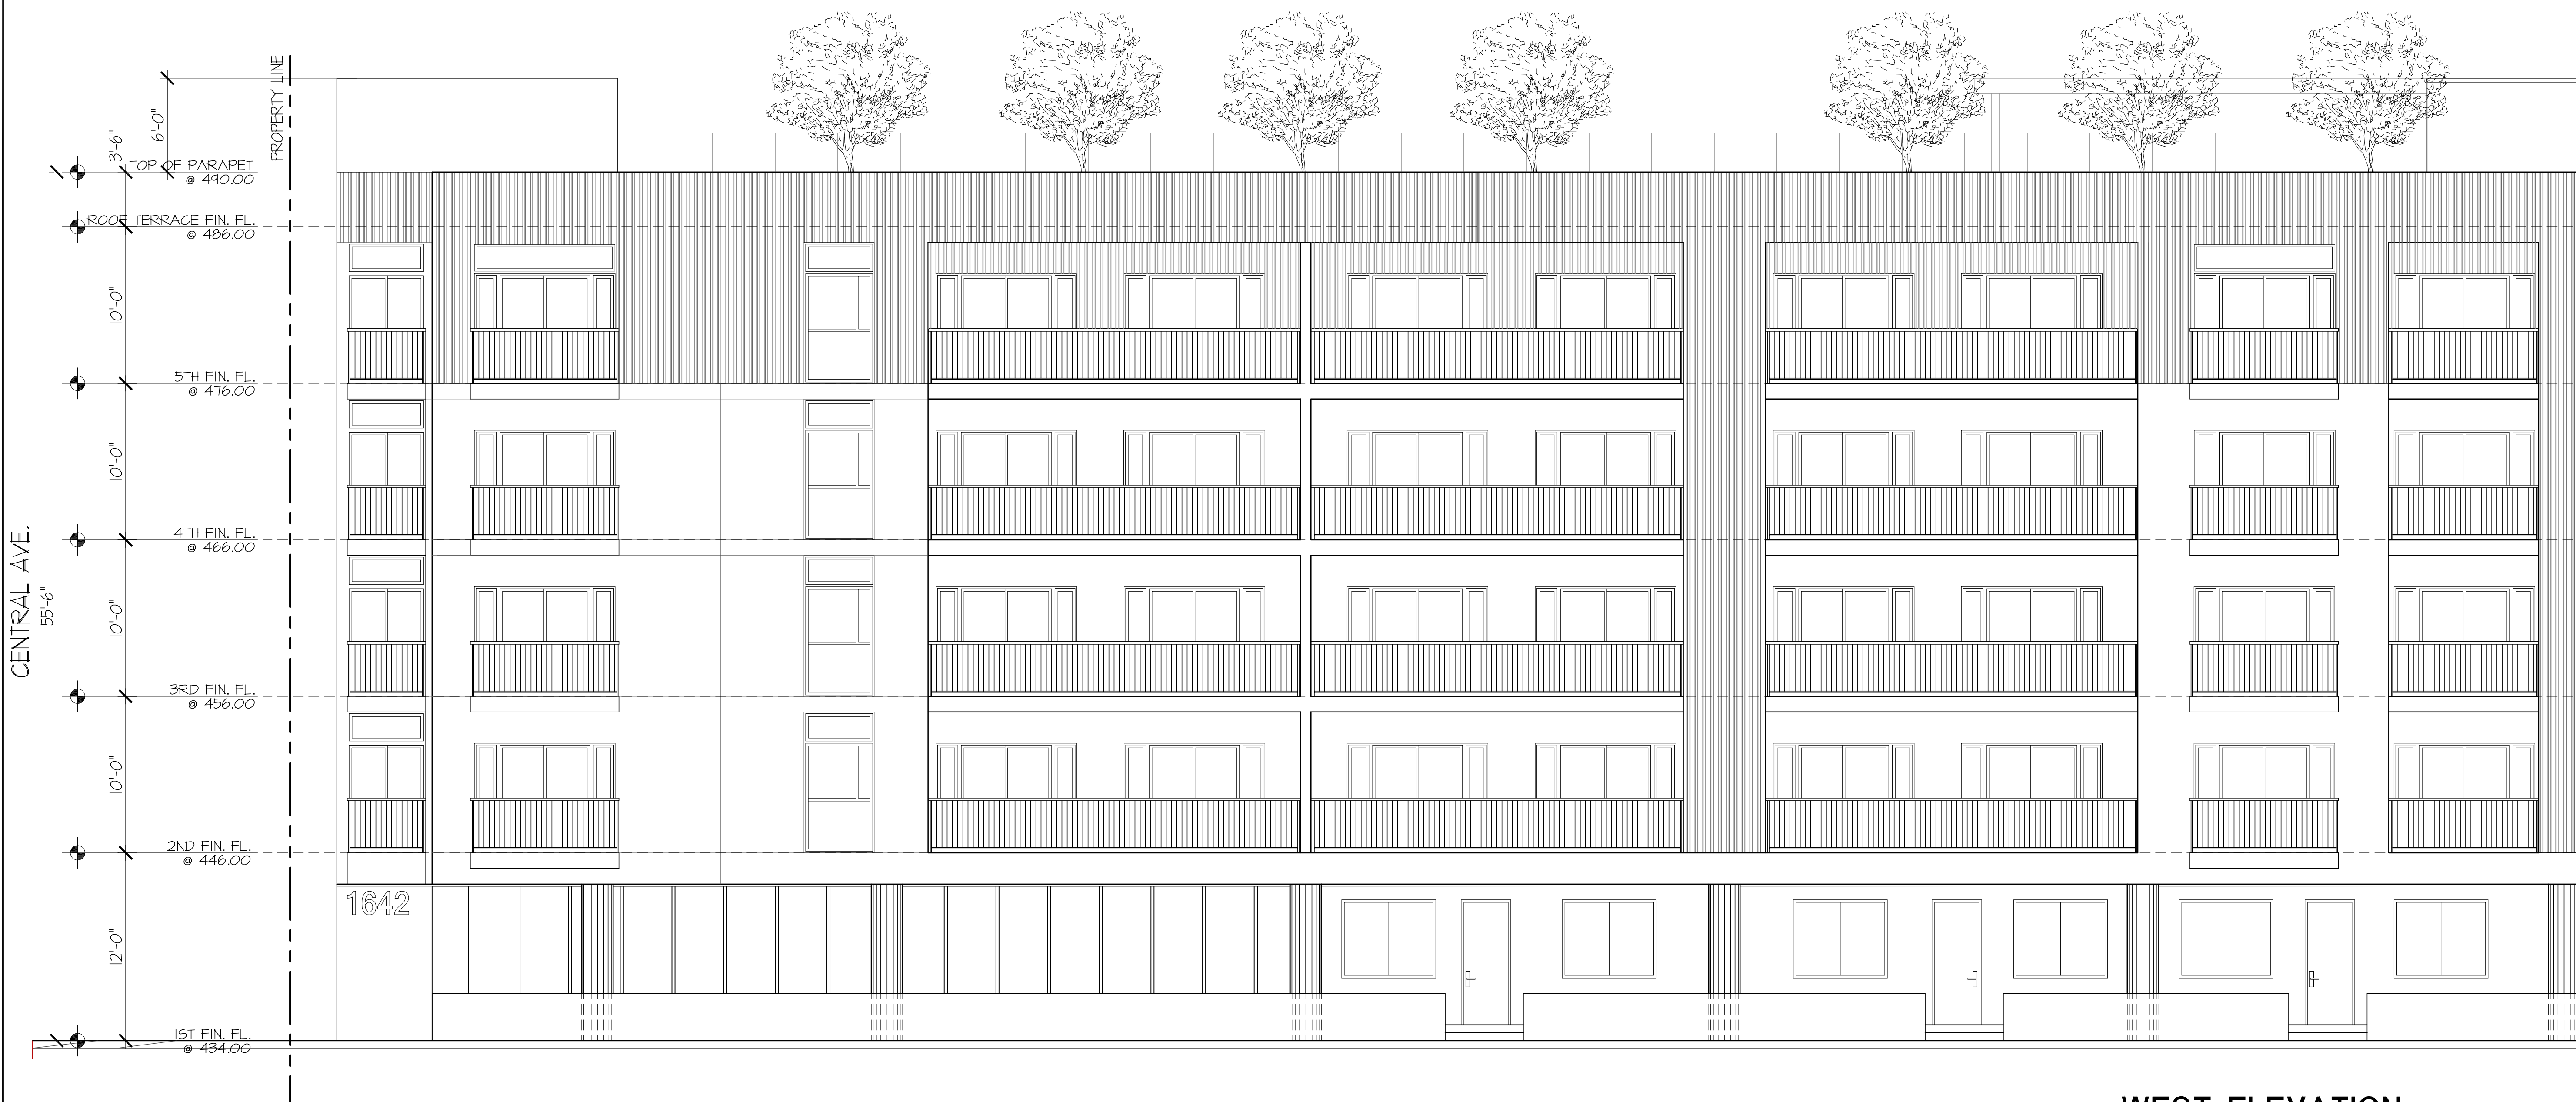 PROPERTY LINE
6'-0"
3'-6"
TOP OF PARAPET
@ 490.00
ROOF TERRACE FIN. FL.
@ 486.00
10'-0"
5TH FIN. FL.
@ 476.00
10'-0"
4TH FIN. FL.
@ 466.00
CENTRAL AVE.
55'-6"
10'-0"
3RD FIN. FL.
@ 456.00
10'-0"
2ND FIN. FL.
@ 446.00
1642
12'-0"
1ST FIN. FL.
@ 434.00
WEST ELEVATION